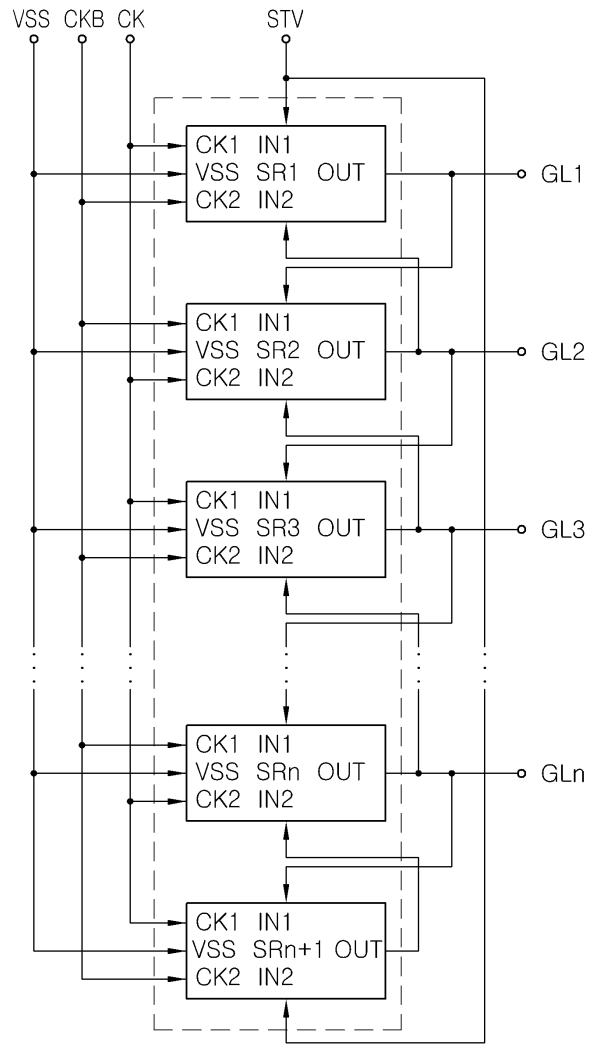 VSS CKB CK STV
CK1 IN1
VSS SR1 OUT GL1
CK2 IN2
CK1 IN1
VSS SR2 OUT GL2
CK2 IN2
CK1 IN1
VSS SR3 OUT GL3
CK2 IN2
CK1 IN1
VSS SRn OUT GLn
CK2 IN2
CK1 IN1
VSS SRn+1 OUT
CK2 IN2